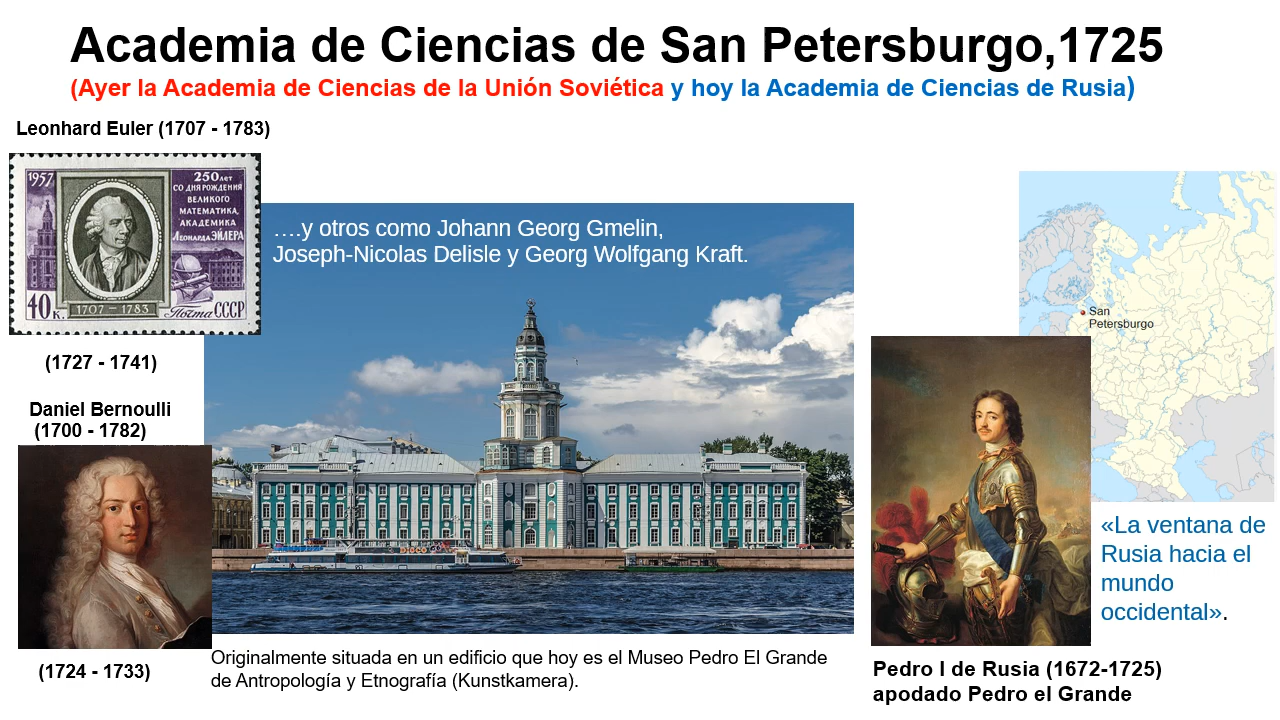 Academia de Ciencias de San Petersburgo,1725
(Ayer la Academia de Ciencias de la Unión Soviética y hoy la Academia de Ciencias de Rusia)
Leonhard Euler (1707 - 1783)
1957
250 лет
СО ДНЯ РОЖДЕНИЯ
ВЕЛИКОГО
МАТЕМАТИКА,
АКАДЕМИКА
ЛЕОНАРДА ЭЙЛЕРА
40 к.
1707 – 1783
Почта СССР
(1727 - 1741)
….y otros como Johann Georg Gmelin,
Joseph-Nicolas Delisle y Georg Wolfgang Kraft.
Daniel Bernoulli
(1700 - 1782)
(1724 - 1733)
DISCO
Originalmente situada en un edificio que hoy es el Museo Pedro El Grande
de Antropología y Etnografía (Kunstkamera).
San
Petersburgo
«La ventana de
Rusia hacia el
mundo
occidental».
Pedro I de Rusia (1672-1725)
apodado Pedro el Grande